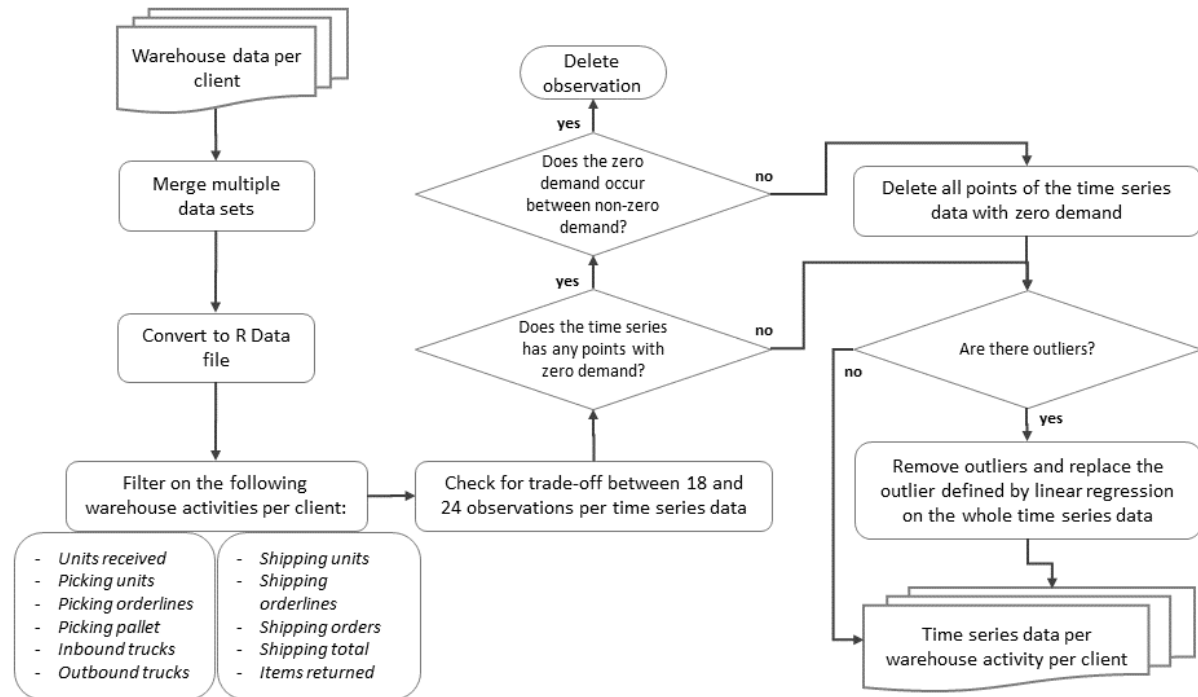 Warehouse data per
client
Merge multiple
data sets
Convert to R Data
file
Filter on the following
warehouse activities per client:
- Units received
- Picking units
- Picking orderlines
- Picking pallet
- Inbound trucks
- Outbound trucks
- Shipping units
- Shipping
orderlines
- Shipping orders
- Shipping total
- Items returned
Check for trade-off between 18 and
24 observations per time series data
Does the time series
has any points with
zero demand?
yes
no
Does the zero
demand occur
between non-zero
demand?
yes
no
Delete
observation
Delete all points of the time series
data with zero demand
Are there outliers?
no
yes
Remove outliers and replace the
outlier defined by linear regression
on the whole time series data
Time series data per
warehouse activity per client